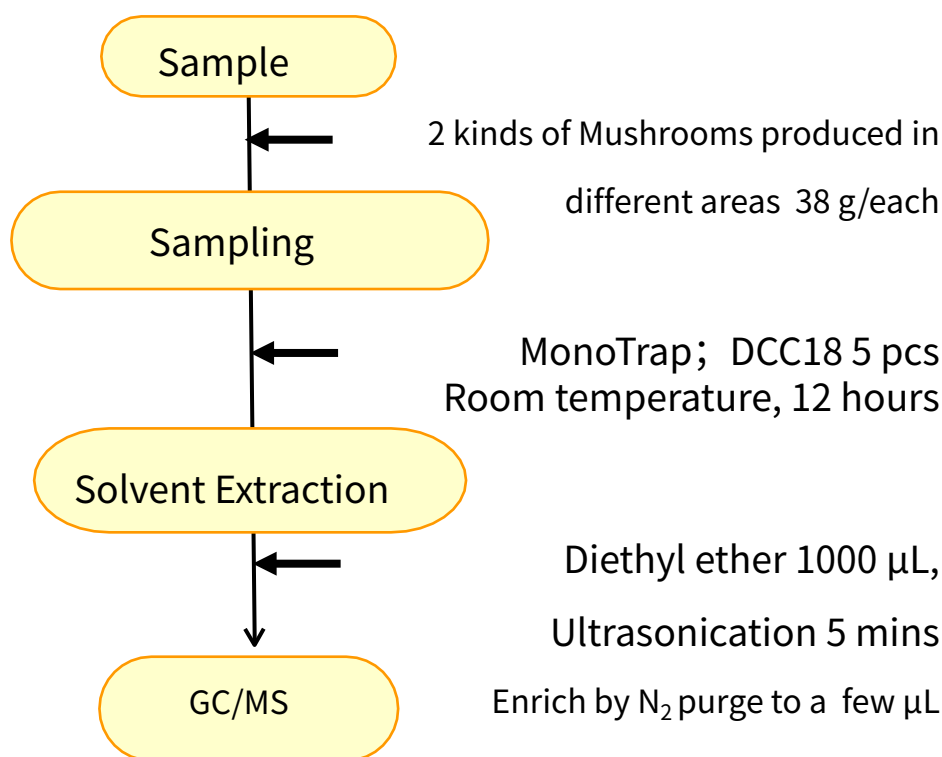 Sample
2 kinds of Mushrooms produced in
different areas 38 g/each
Sampling
MonoTrap； DCC18 5 pcs
Room temperature, 12 hours
Solvent Extraction
Diethyl ether 1000 µL,
Ultrasonication 5 mins
GC/MS
Enrich by N₂ purge to a few µL